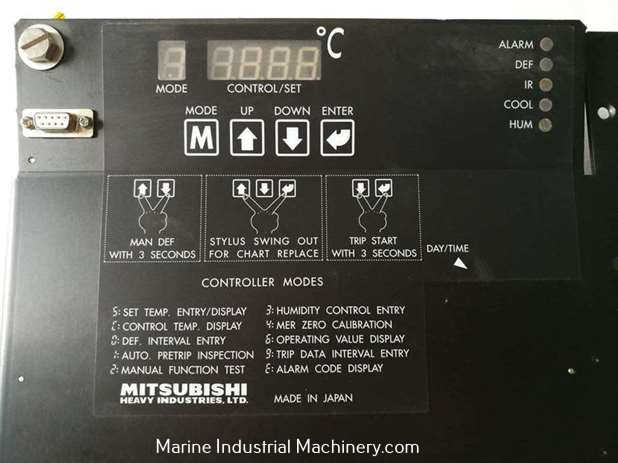 °C
MODE CONTROL/SET
ALARM
DEF
IR
COOL
HUM
MODE UP DOWN ENTER
M
MAN DEF
WITH 3 SECONDS
STYLUS SWING OUT
FOR CHART REPLACE
TRIP START
WITH 3 SECONDS
DAY/TIME
CONTROLLER MODES
S: SET TEMP. ENTRY/DISPLAY
C: CONTROL TEMP. DISPLAY
D: DEF. INTERVAL ENTRY
1: AUTO. PRETRIP INSPECTION
2: MANUAL FUNCTION TEST
3: HUMIDITY CONTROL ENTRY
4: MER ZERO CALIBRATION
6: OPERATING VALUE DISPLAY
9: TRIP DATA INTERVAL ENTRY
E: ALARM CODE DISPLAY
MITSUBISHI
HEAVY INDUSTRIES, LTD.
MADE IN JAPAN
Marine Industrial Machinery.com